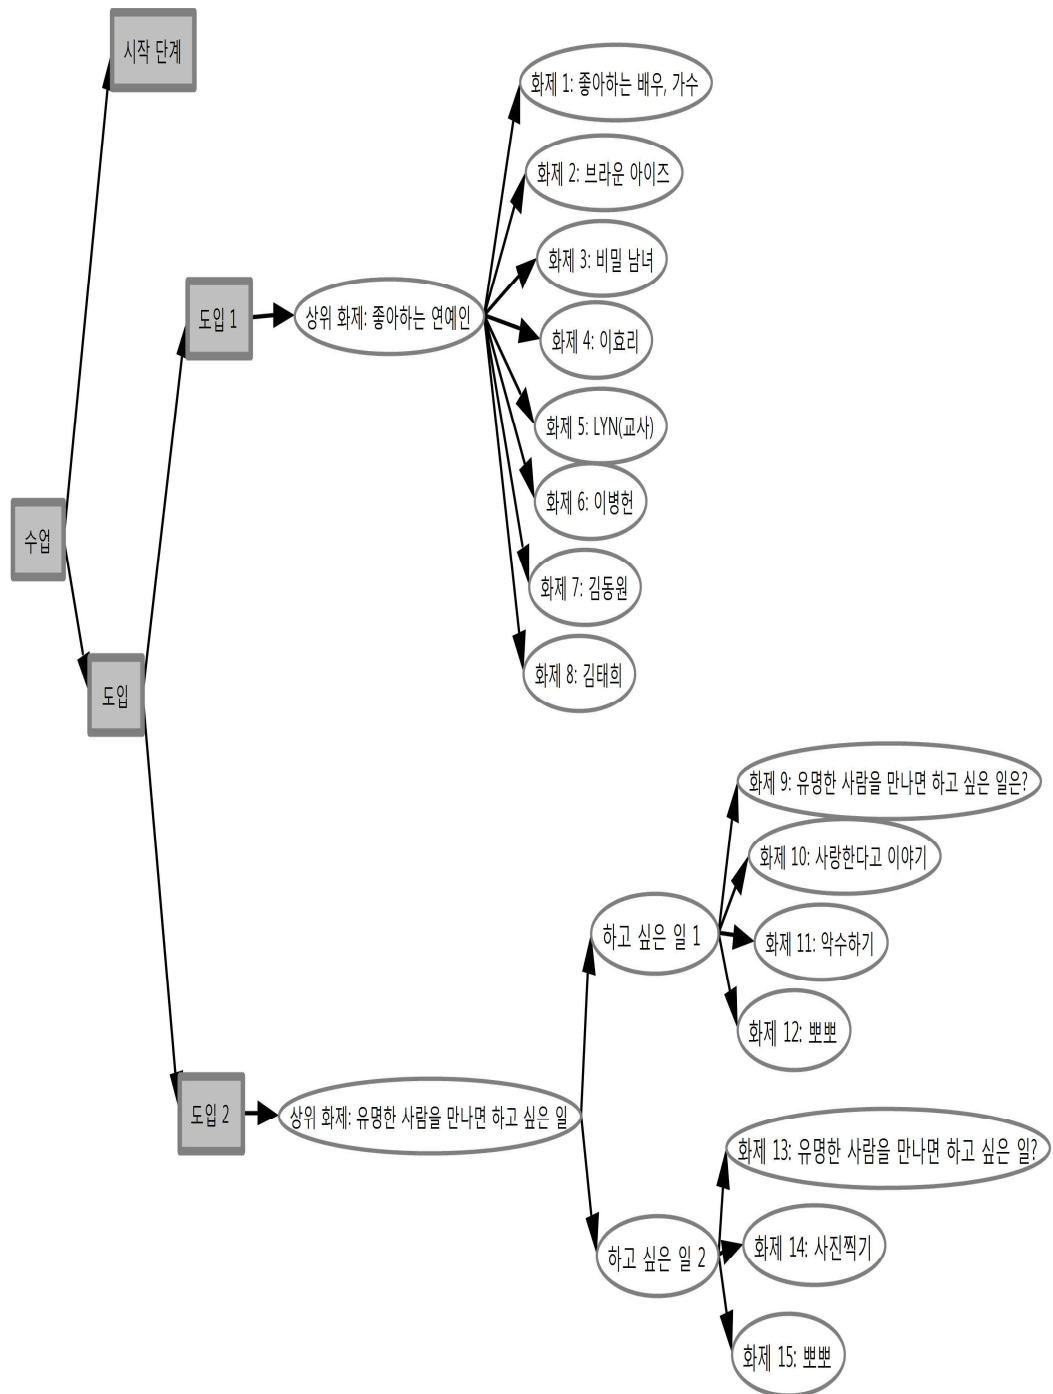 시작 단계
화제 1: 좋아하는 배우, 가수
화제 2: 브라운 아이즈
화제 3: 비밀 남녀
도입 1
상위 화제: 좋아하는 연예인
화제 4: 이효리
화제 5: LYN(교사)
화제 6: 이병헌
수업
화제 7: 김동원
화제 8: 김태희
도입
화제 9: 유명한 사람을 만나면 하고 싶은 일은?
화제 10: 사랑한다고 이야기
하고 싶은 일 1
화제 11: 악수하기
화제 12: 뽀뽀
도입 2
상위 화제: 유명한 사람을 만나면 하고 싶은 일
화제 13: 유명한 사람을 만나면 하고 싶은 일?
하고 싶은 일 2
화제 14: 사진찍기
화제 15: 뽀뽀